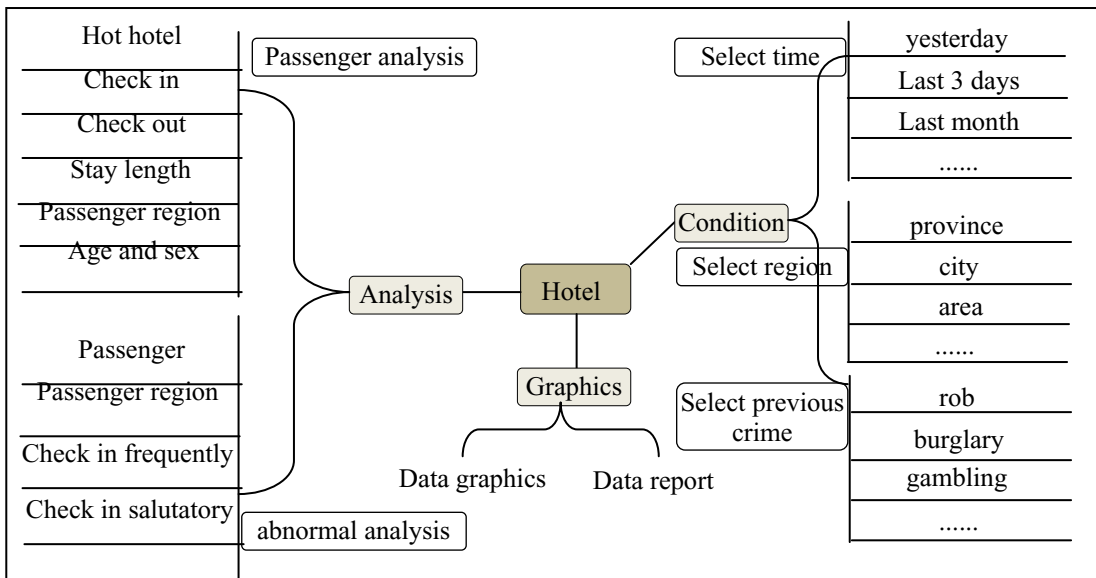 Hot hotel
Check in
Check out
Stay length
Passenger region
Age and sex
Passenger analysis
Passenger
Passenger region
Check in frequently
Check in salutatory
abnormal analysis
Analysis
Hotel
Graphics
Data graphics
Data report
Condition
Select time
yesterday
Last 3 days
Last month
......
Select region
province
city
area
......
Select previous
crime
rob
burglary
gambling
......